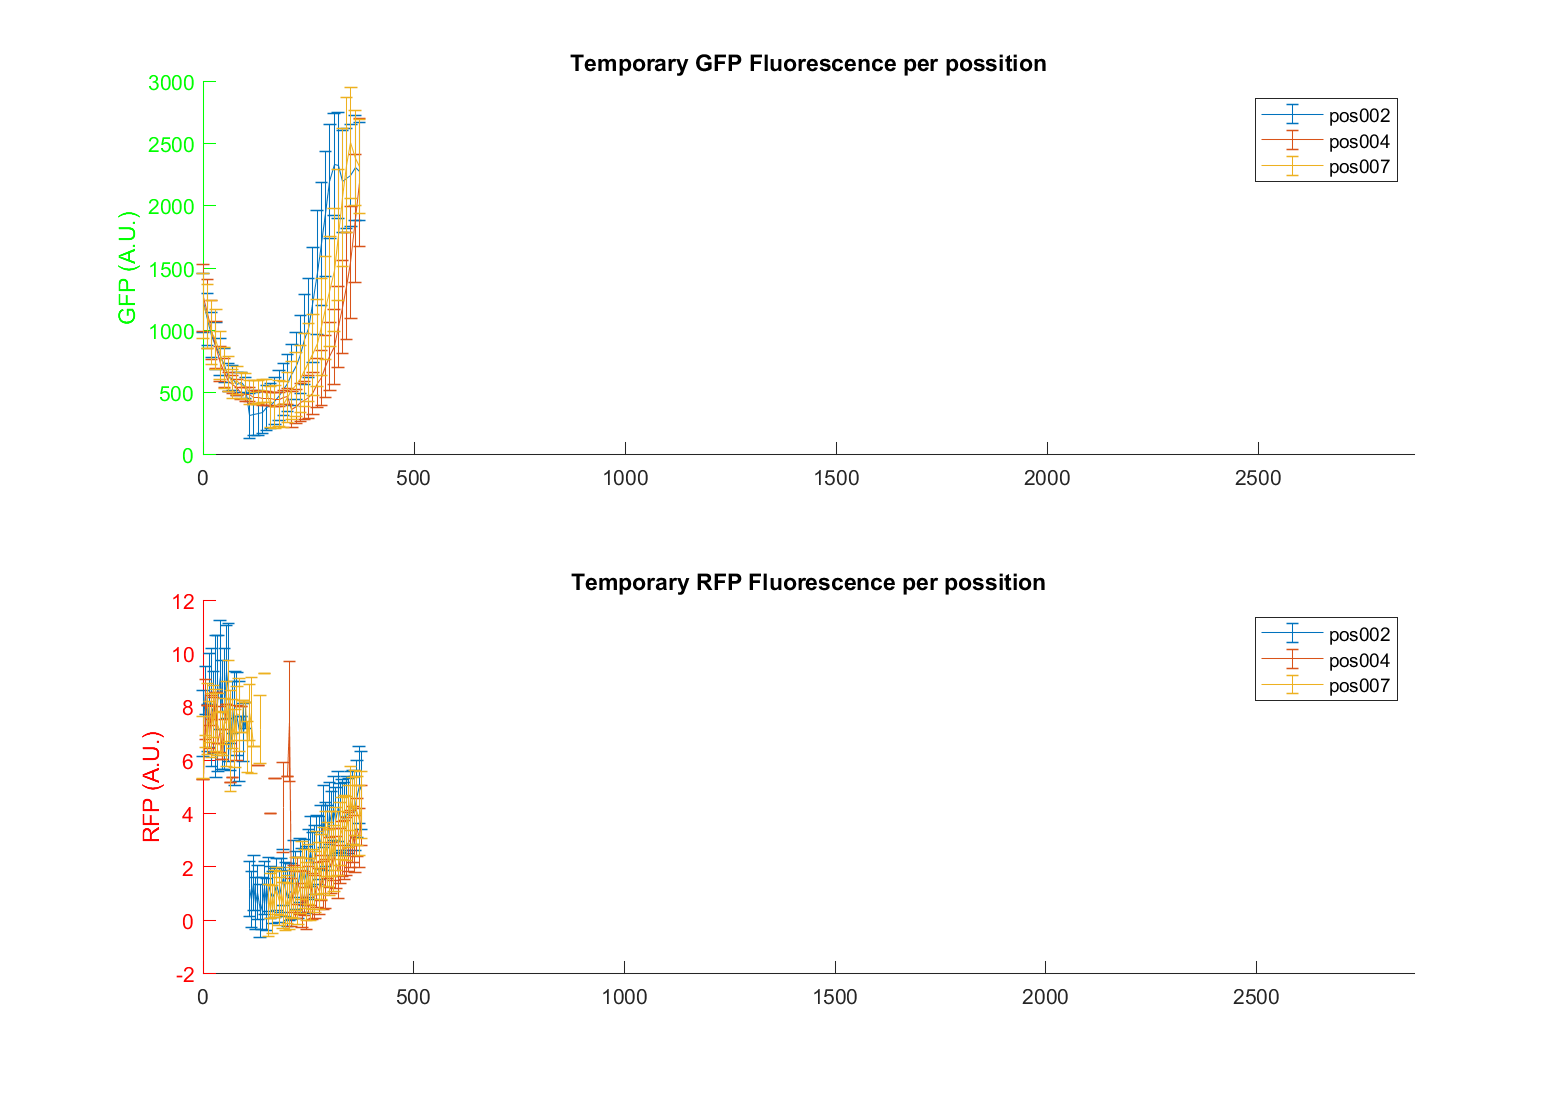 Temporary GFP Fluorescence per possition
3000
2500
2000
1500
1000
500
0
GFP (A.U.)
0 500 1000 1500 2000 2500
pos002
pos004
pos007
Temporary RFP Fluorescence per possition
12
10
8
6
4
2
0
-2
RFP (A.U.)
0 500 1000 1500 2000 2500
pos002
pos004
pos007